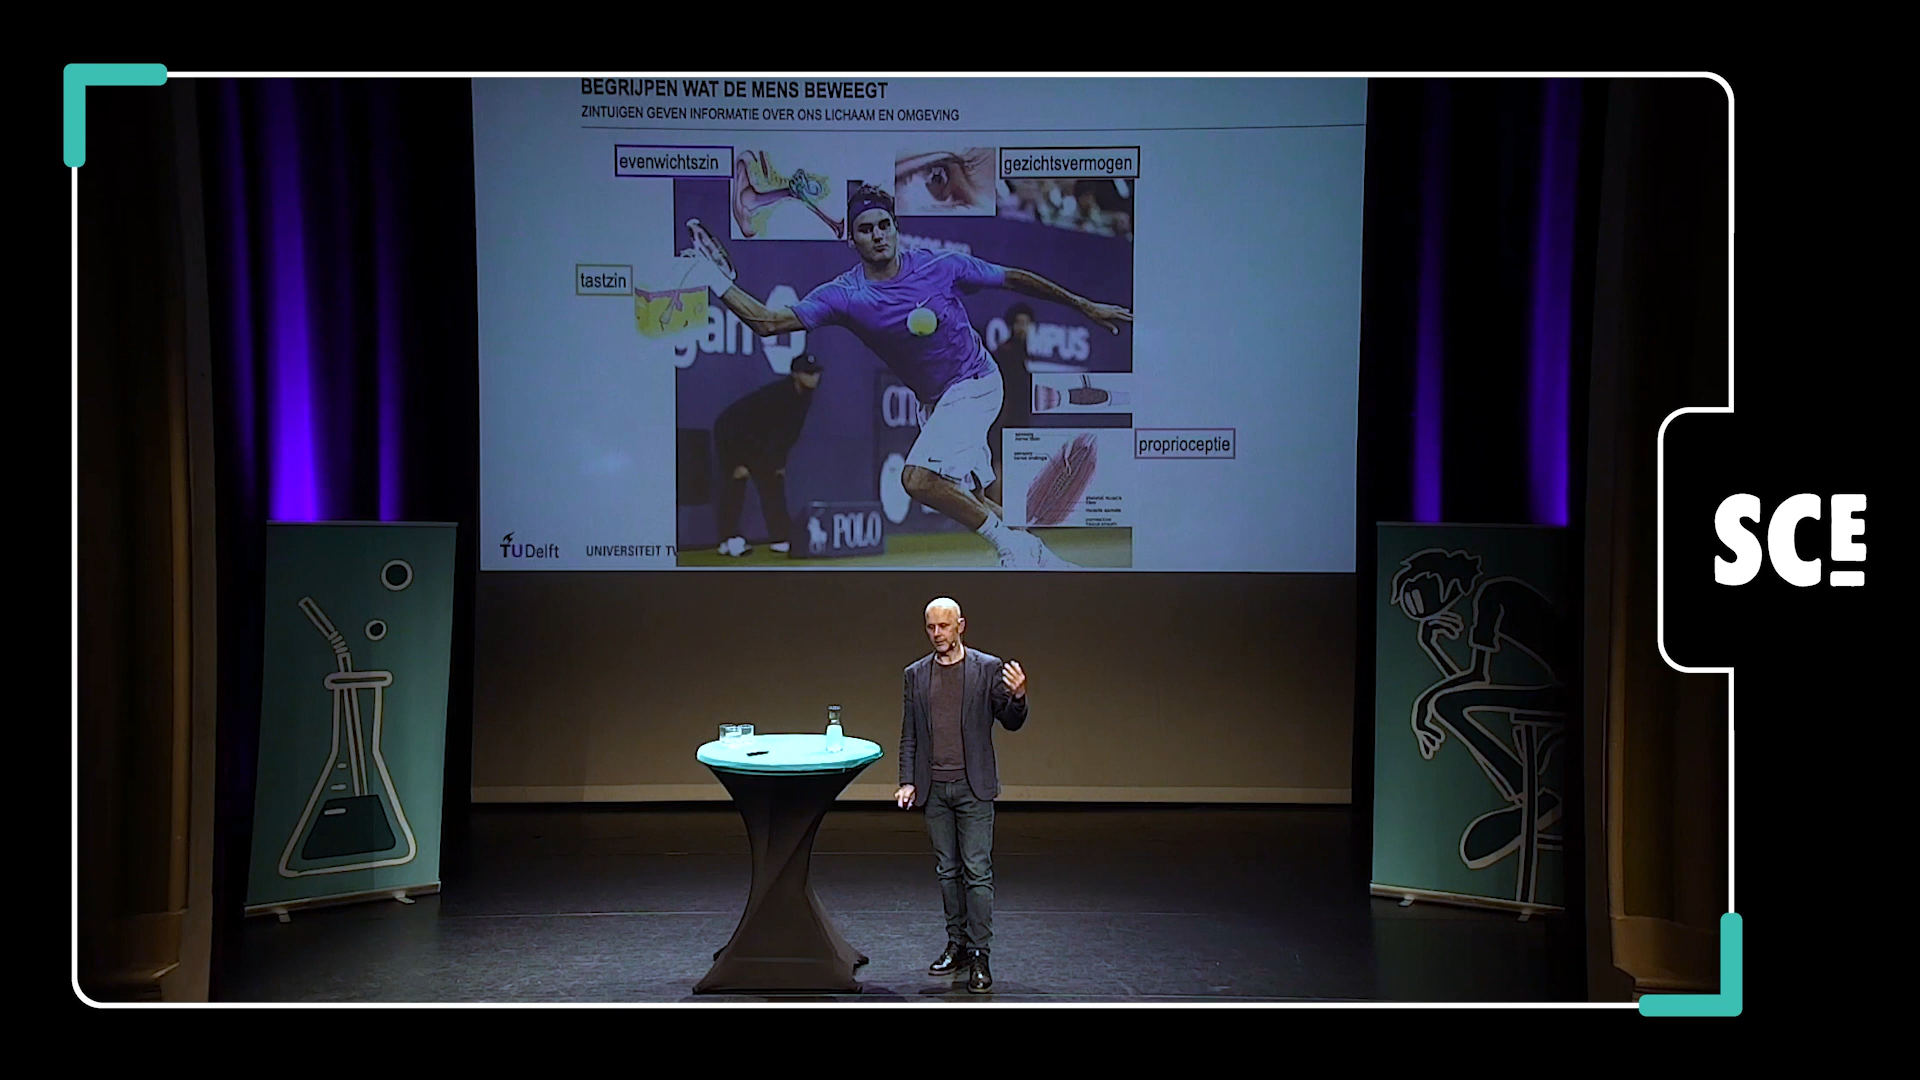 BEGRIJPEN WAT DE MENS BEWEEGT
ZINTUIGEN GEVEN INFORMATIE OVER ONS LICHAAM EN OMGEVING
evenwichtszin
gezichtsvermogen
tastzin
gan
OLYMPUS
proprioceptie
POLO
TU Delft
UNIVERSITEIT
SCE